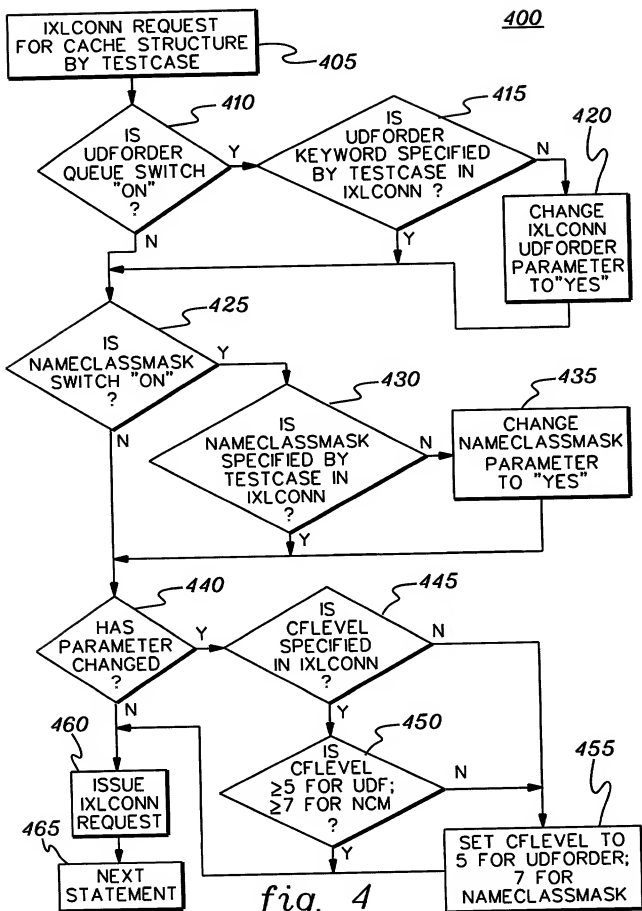 400
IXLCONN REQUEST
FOR CACHE STRUCTURE
BY TESTCASE
405
410
IS
UDFORDER
QUEUE SWITCH
"ON"
?
Y
N
415
IS
UDFORDER
KEYWORD SPECIFIED
BY TESTCASE IN
IXLCONN ?
N
Y
420
CHANGE
IXLCONN
UDFORDER
PARAMETER
TO "YES"
425
IS
NAMECLASSMASK
SWITCH "ON"
?
Y
N
430
IS
NAMECLASSMASK
SPECIFIED BY
TESTCASE IN
IXLCONN
?
N
Y
435
CHANGE
NAMECLASSMASK
PARAMETER
TO "YES"
440
HAS
PARAMETER
CHANGED
?
Y
N
445
IS
CFLEVEL
SPECIFIED
IN IXLCONN
?
N
Y
450
IS
CFLEVEL
≥5 FOR UDF;
≥7 FOR NCM
?
N
Y
455
SET CFLEVEL TO
5 FOR UDFORDER;
7 FOR
NAMECLASSMASK
460
ISSUE
IXLCONN
REQUEST
465
NEXT
STATEMENT
fig. 4